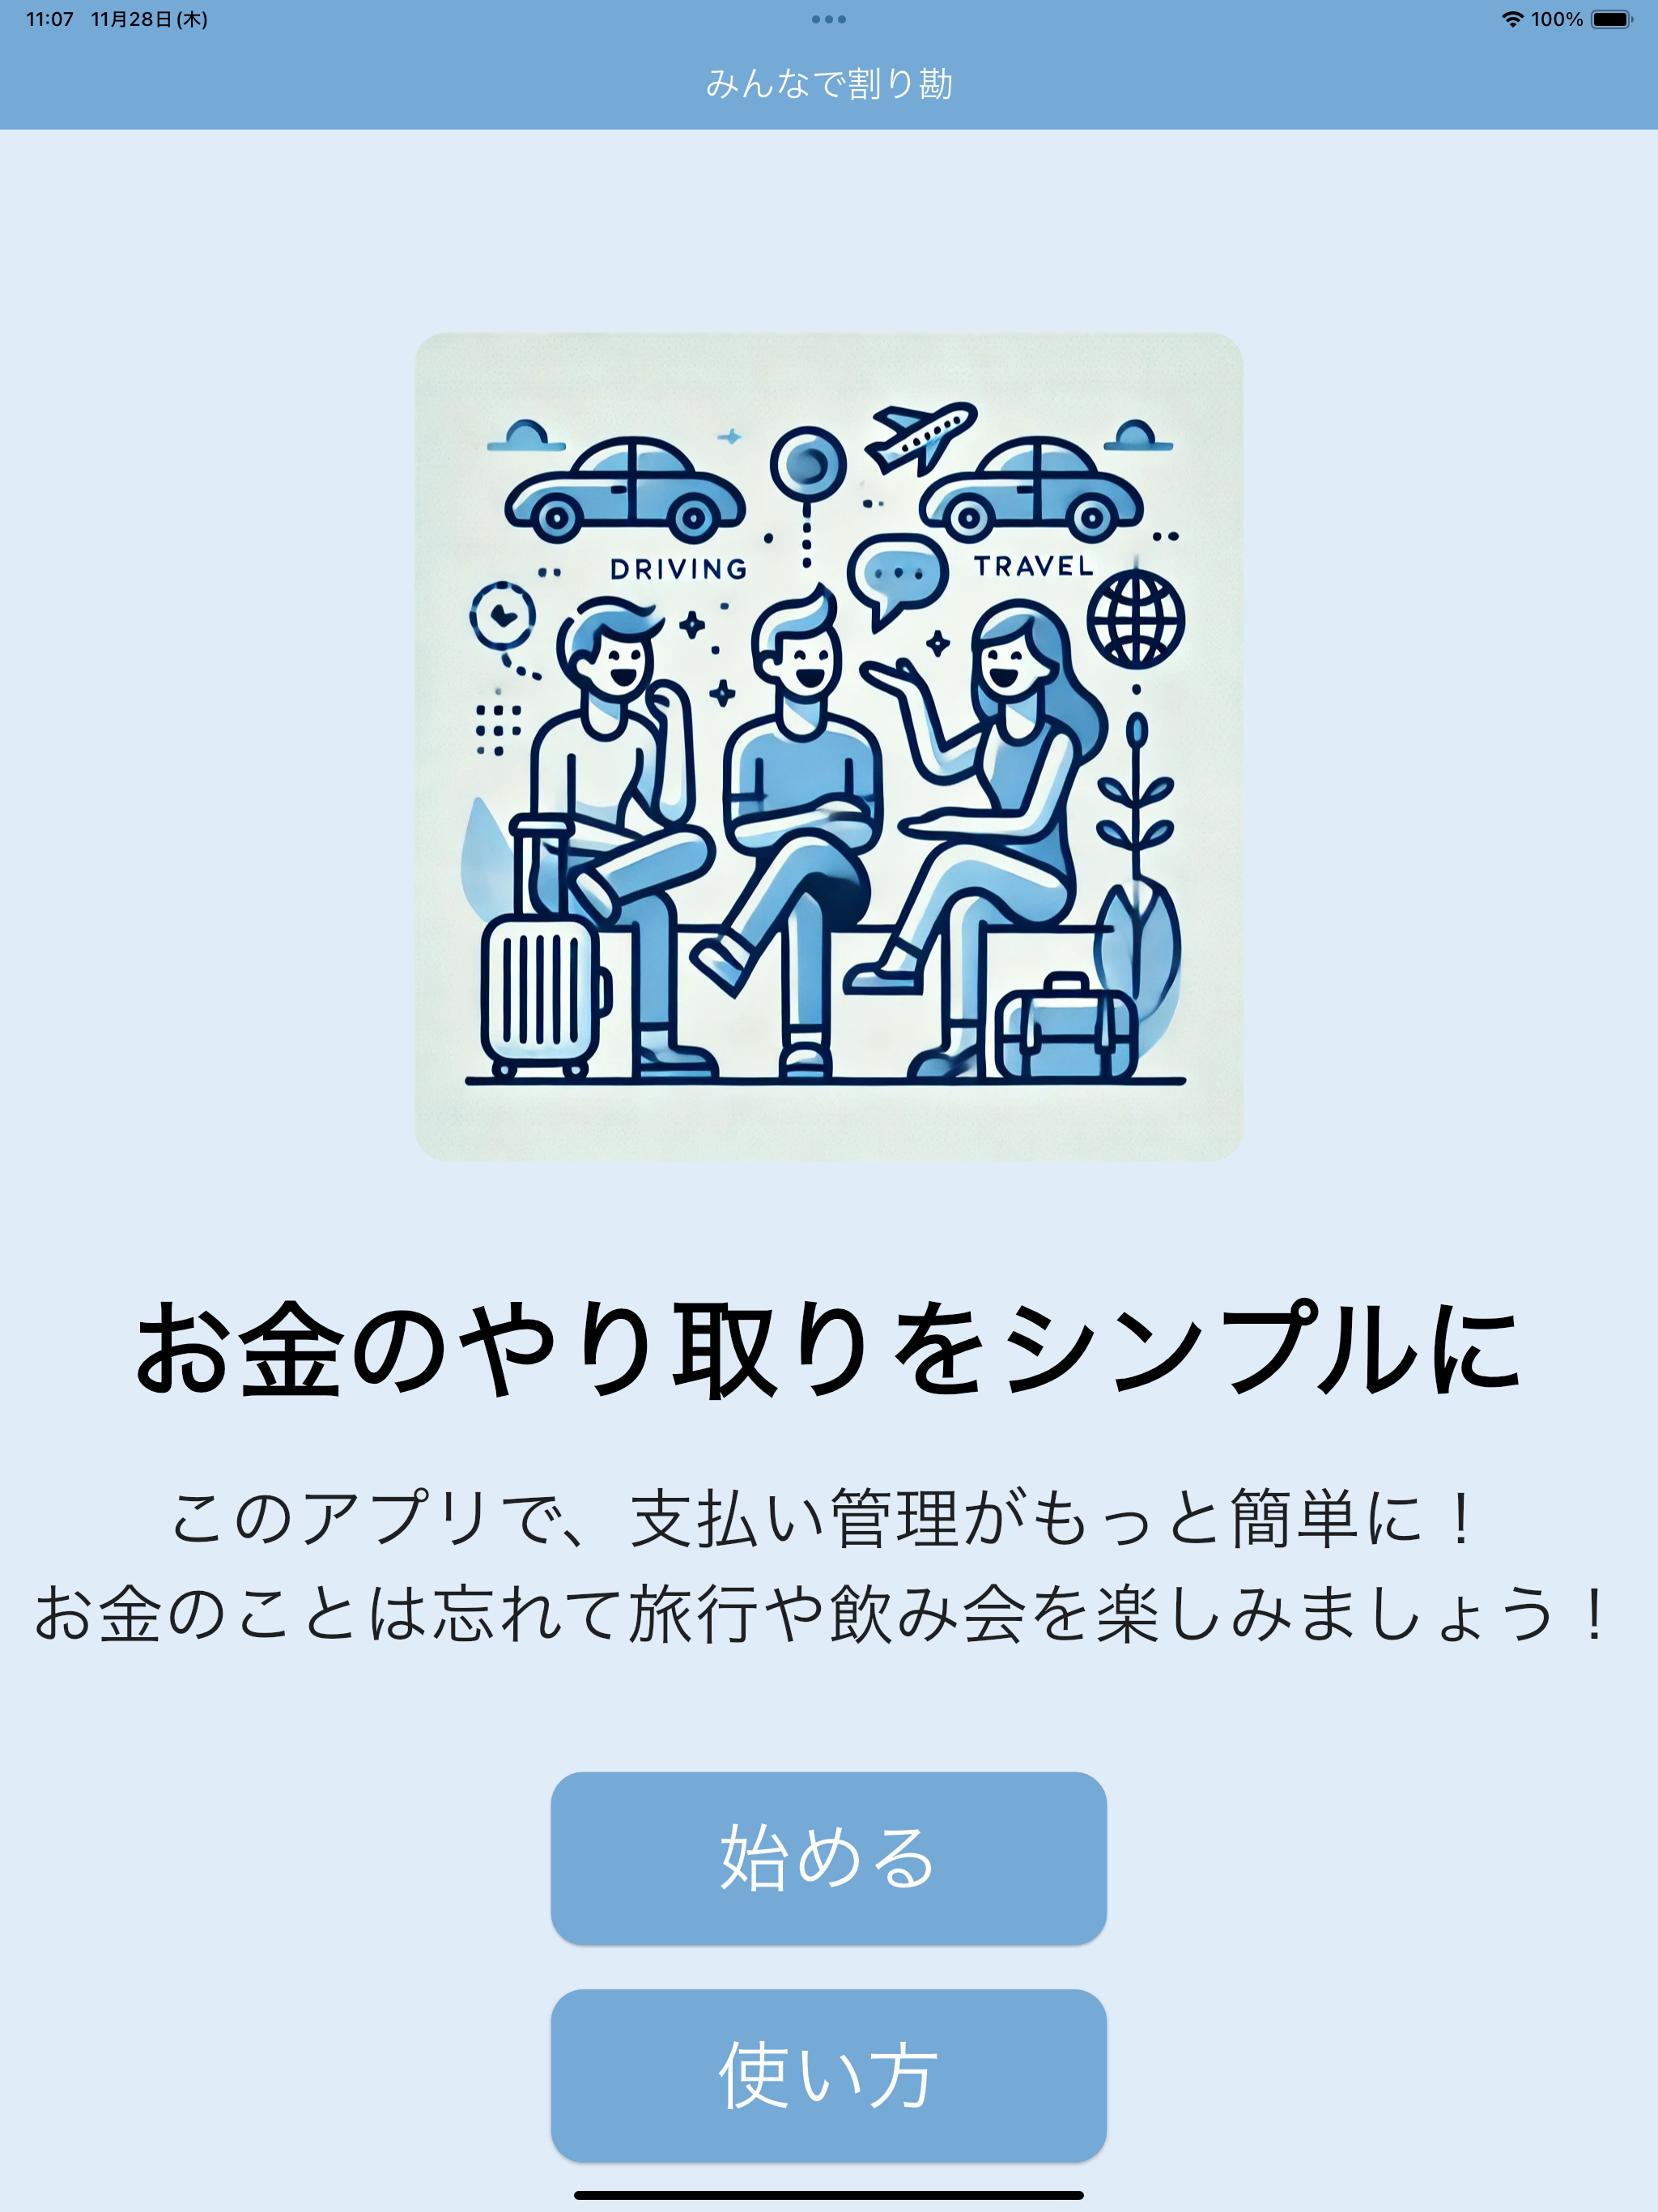 11:07 11月28日(木) 100%
みんなで割り勘
DRIVING
TRAVEL
お金のやり取りをシンプルに
このアプリで、支払い管理がもっと簡単に！
お金のことは忘れて旅行や飲み会を楽しみましょう！
始める
使い方